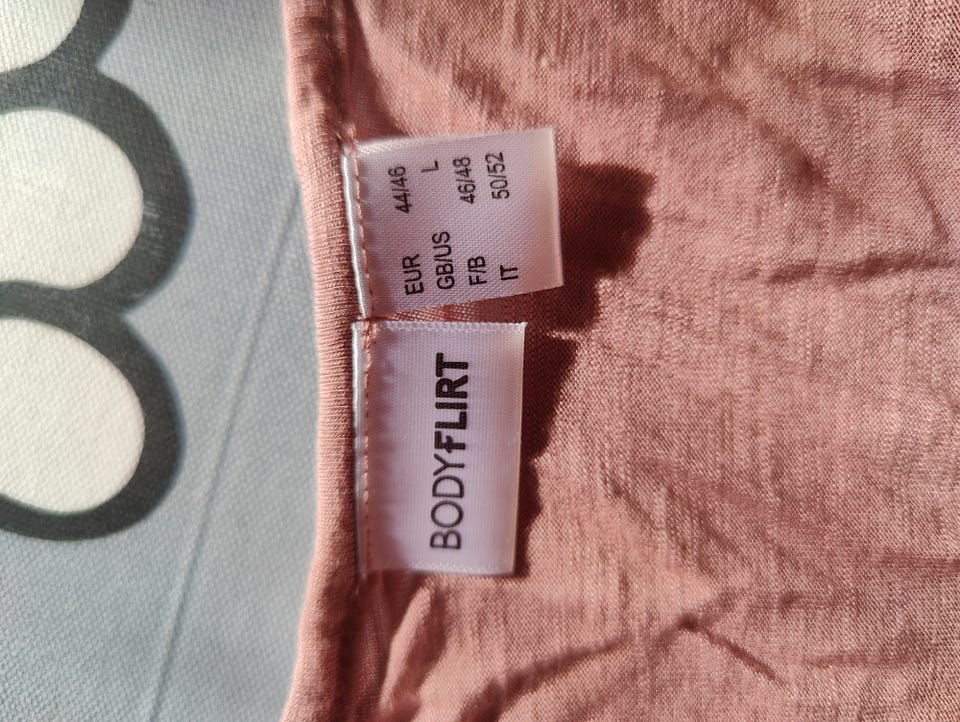 EUR 44/46
GB/US L
F/B 46/48
IT 50/52
BODYFLIRT